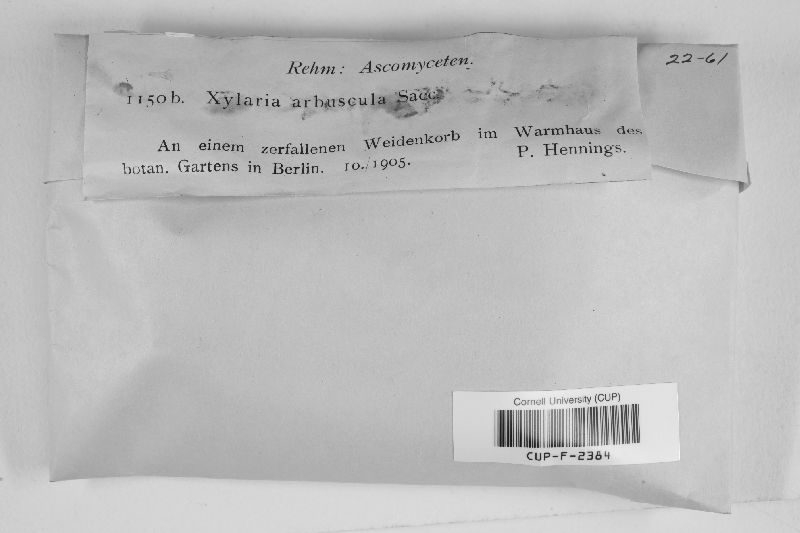 22-61
Rehm: Ascomyceten.
1150b. Xylaria arbuscula Sacc.
An einem zerfallenen Weidenkorb im Warmhaus des
botan. Gartens in Berlin. 10./1905. P. Hennings.
Cornell University (CUP)
CUP-F-2384